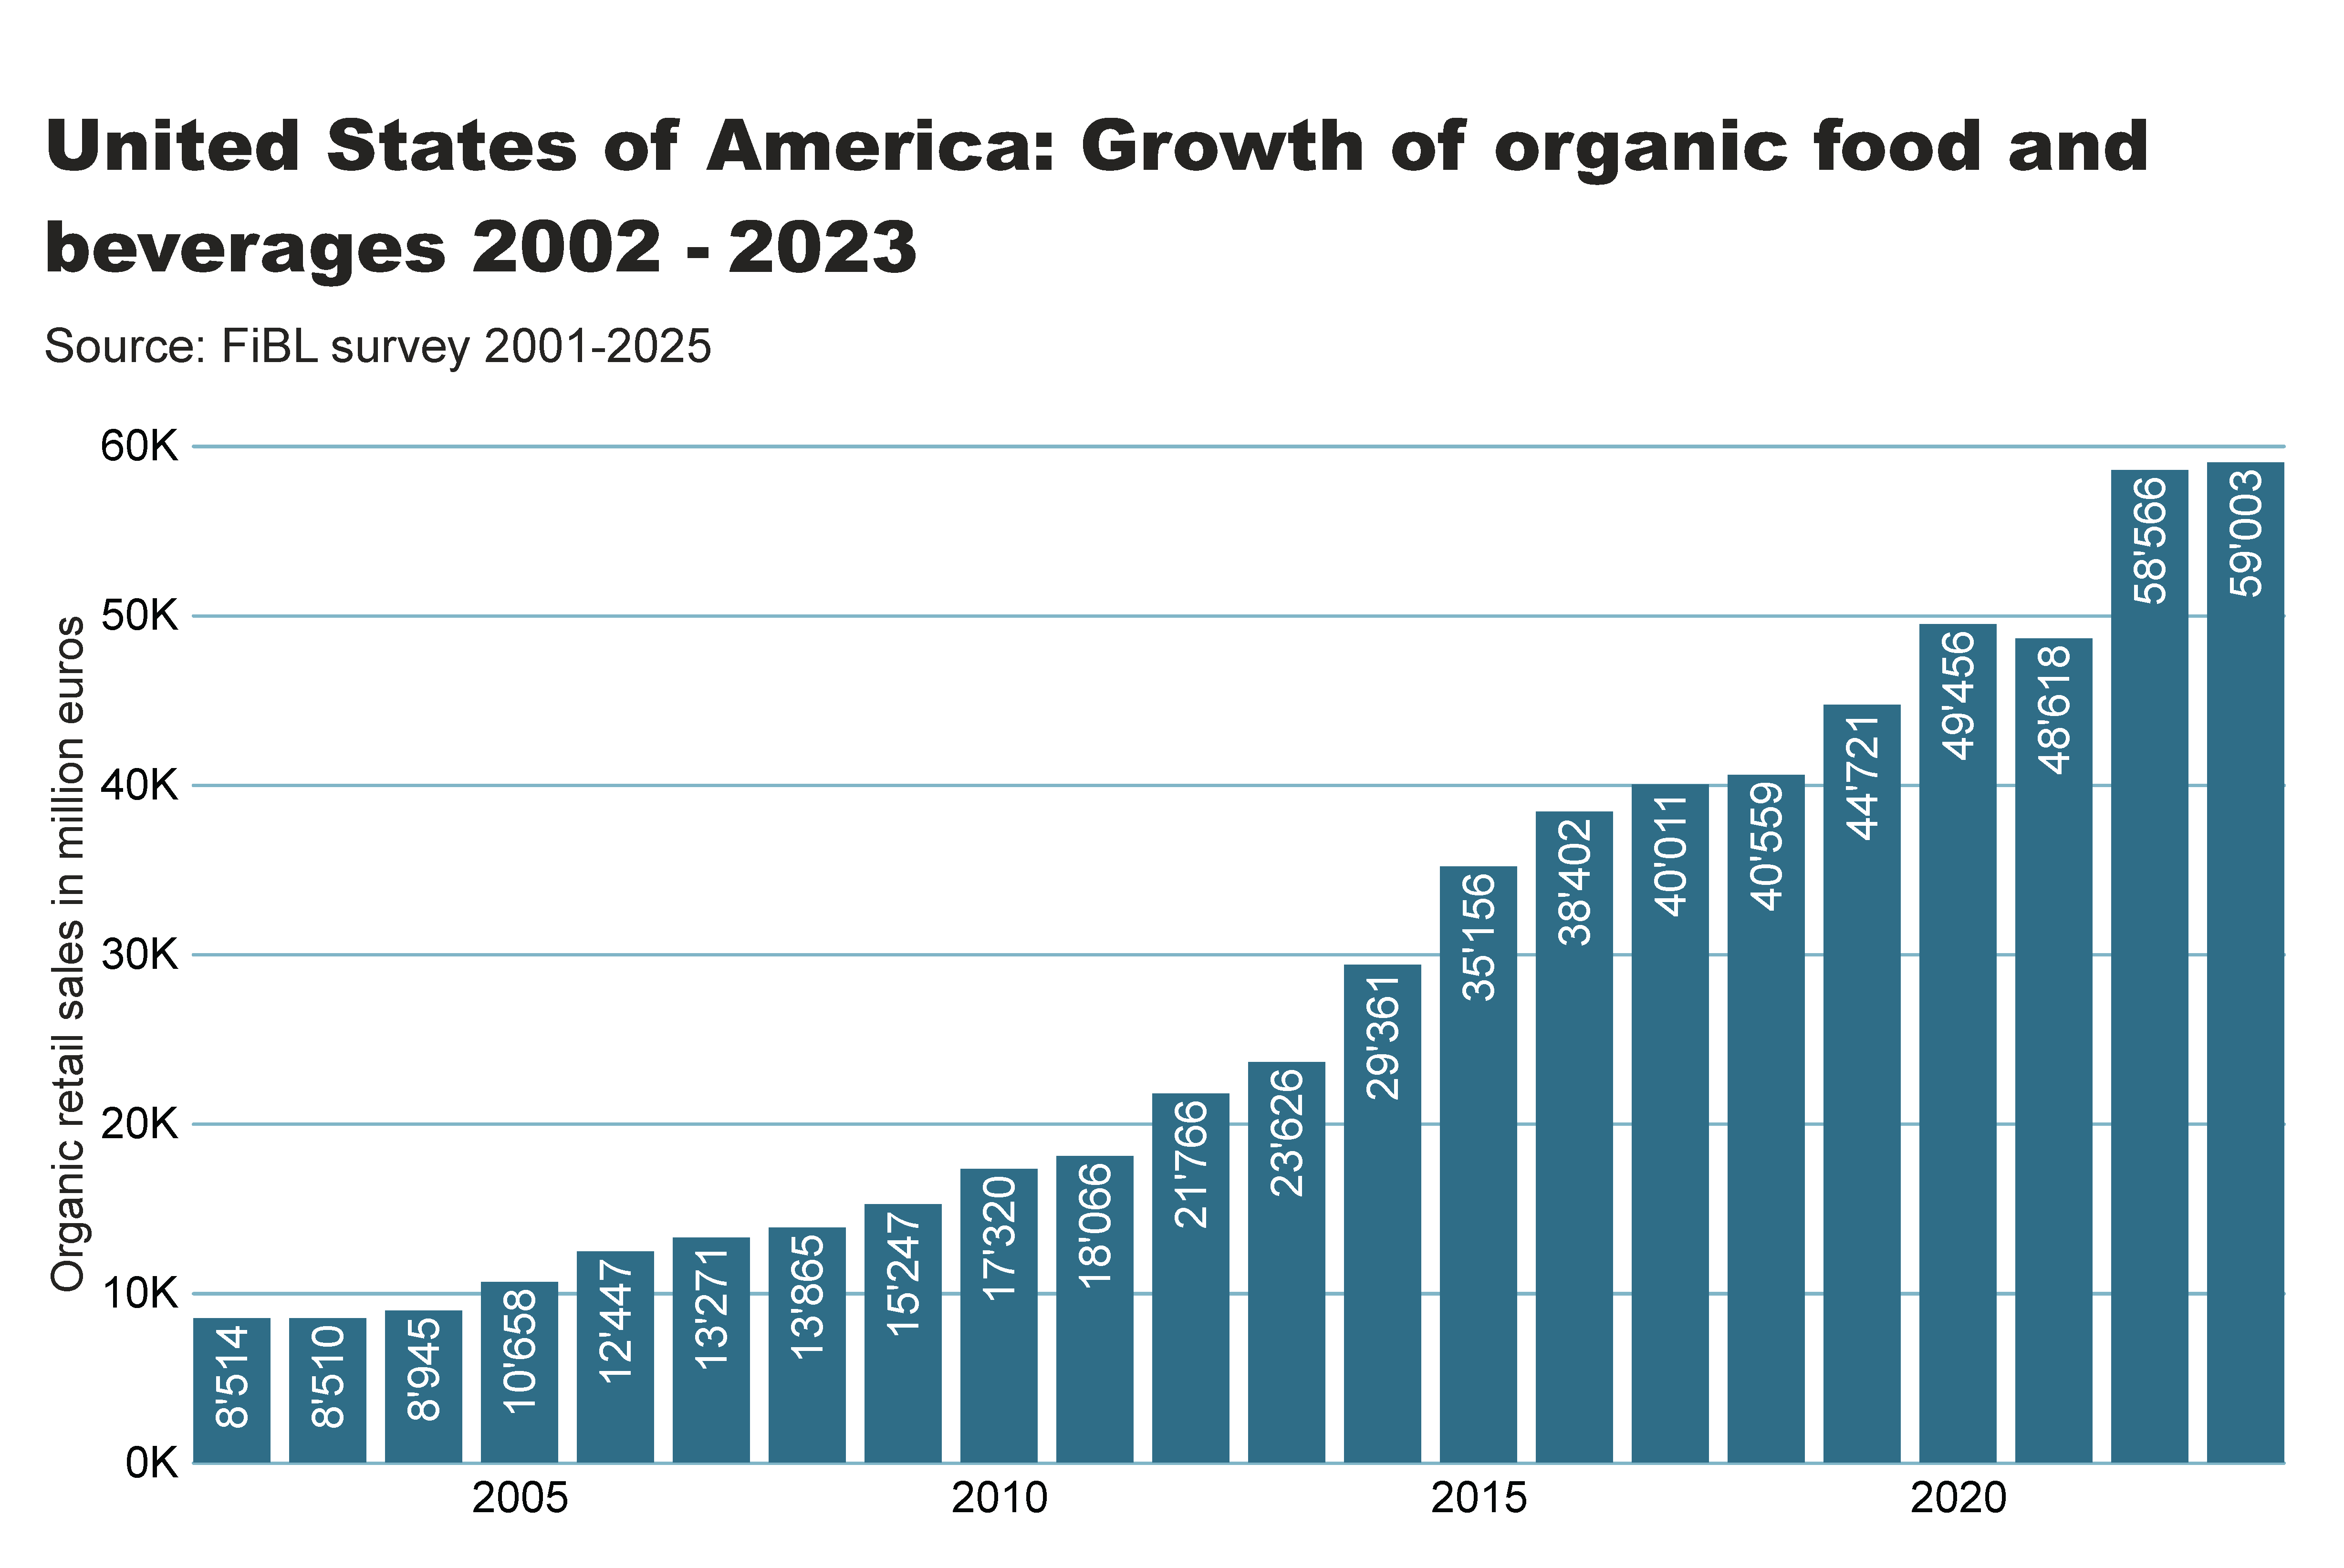 United States of America: Growth of organic food and
beverages 2002 - 2023
Source: FiBL survey 2001-2025
Organic retail sales in million euros
60K
50K
40K
30K
20K
10K
0K
8'514
8'510
8'945
10'658
12'447
13'271
13'865
15'247
17'320
18'066
21'766
23'626
29'361
35'156
38'402
40'011
40'559
44'721
49'456
48'618
58'566
59'003
2005
2010
2015
2020